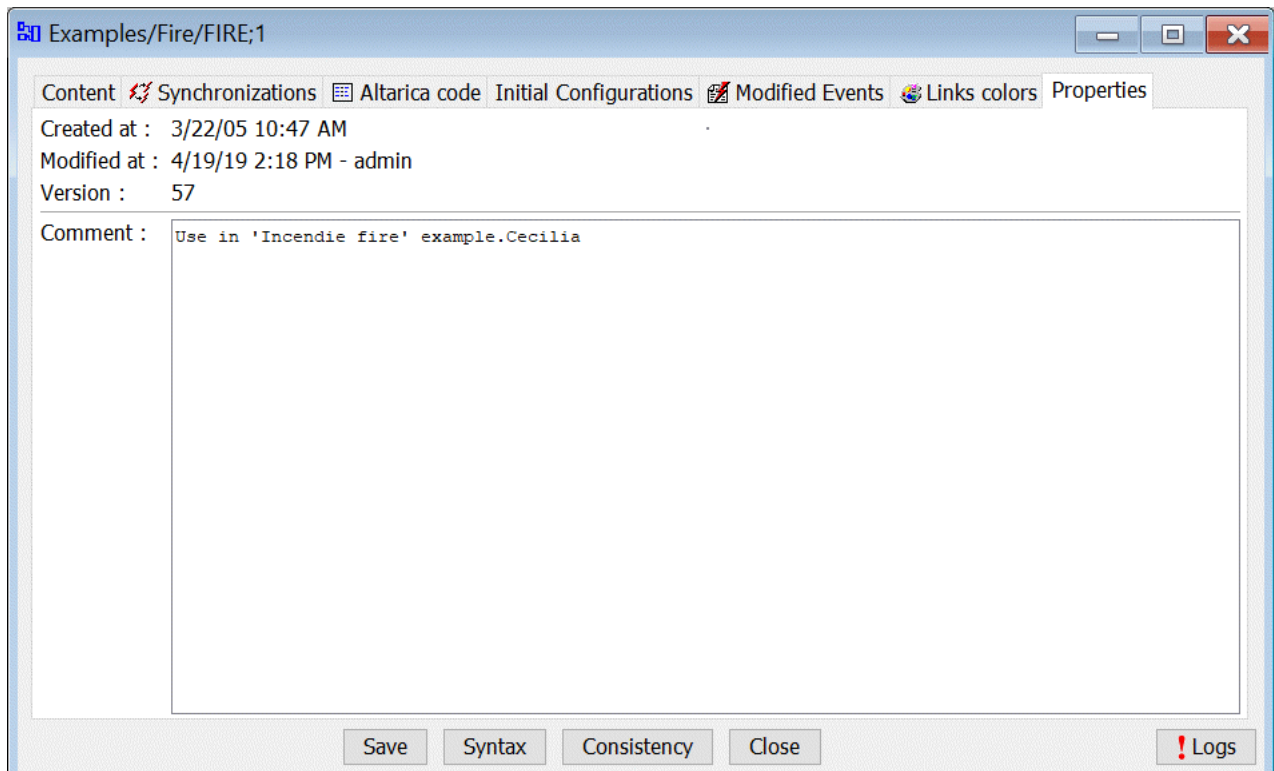 Examples/Fire/FIRE;1
Content Synchronizations Altarica code Initial Configurations Modified Events Links colors Properties
Created at : 3/22/05 10:47 AM
Modified at : 4/19/19 2:18 PM - admin
Version : 57
Comment : Use in 'Incendie fire' example.Cecilia
Save Syntax Consistency Close ! Logs